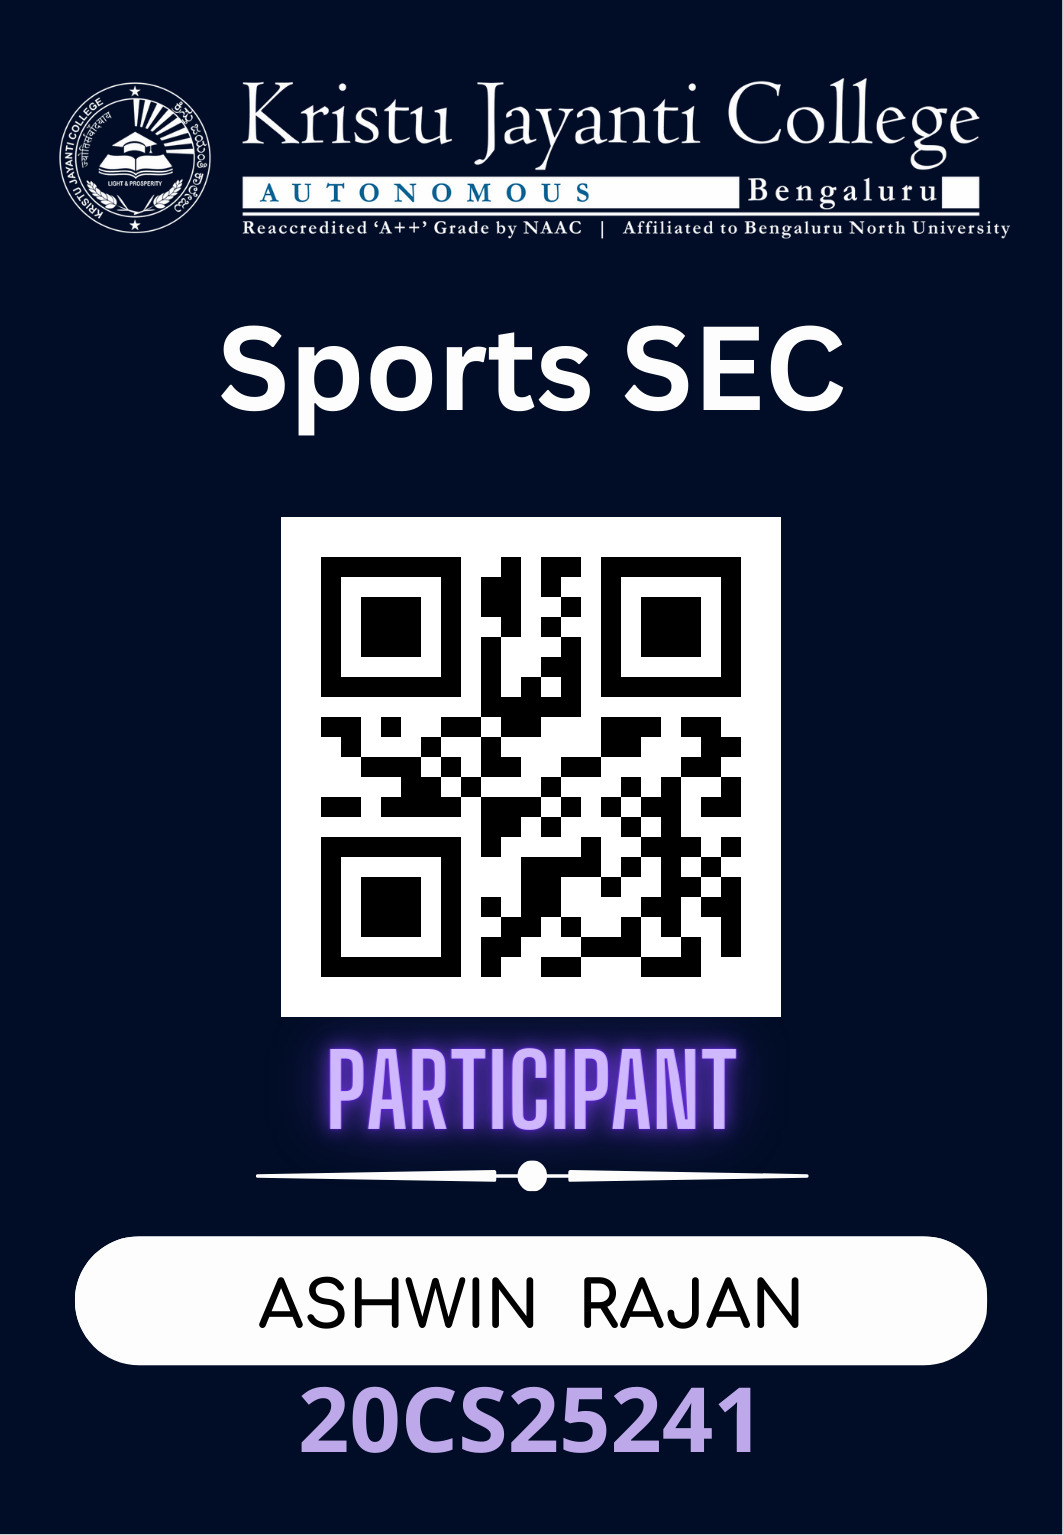 KRISTU JAYANTI COLLEGE
ಕ್ರಿಸ್ತು ಜಯಂತಿ ಕಾಲೇಜು
LIGHT & PROSPERITY
Kristu Jayanti College
AUTONOMOUS Bengaluru
Reaccredited ‘A++’ Grade by NAAC | Affiliated to Bengaluru North University
Sports SEC
PARTICIPANT
ASHWIN RAJAN
20CS25241